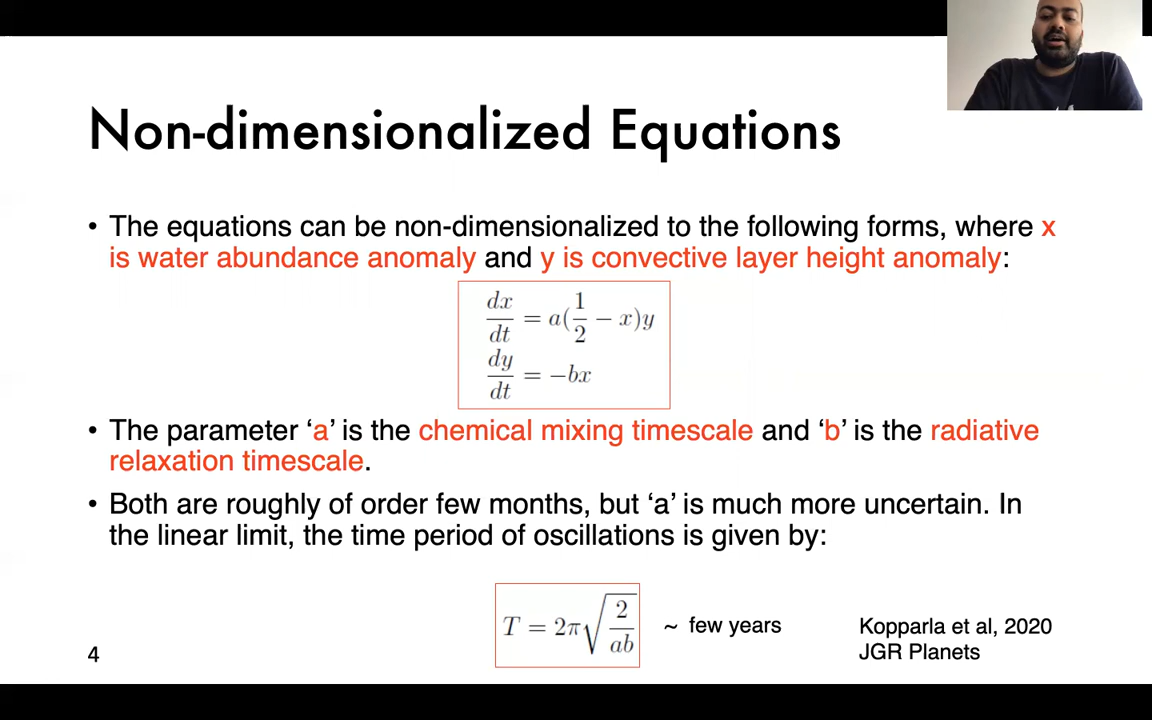 Non-dimensionalized Equations
• The equations can be non-dimensionalized to the following forms, where x
is water abundance anomaly and y is convective layer height anomaly:
dx/dt = a(1/2 − x)y
dy/dt = −bx
• The parameter ‘a’ is the chemical mixing timescale and ‘b’ is the radiative
relaxation timescale.
• Both are roughly of order few months, but ‘a’ is much more uncertain. In
the linear limit, the time period of oscillations is given by:
T = 2π√(2/ab) ~ few years
Kopparla et al, 2020
JGR Planets
4